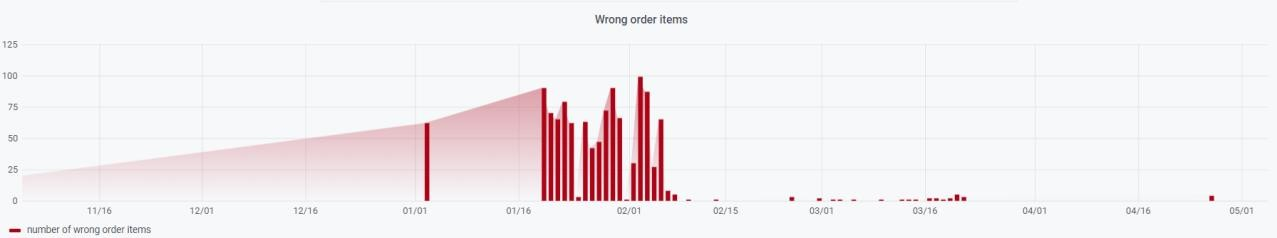 Wrong order items
125
100
75
50
25
0
11/16 12/01 12/16 01/01 01/16 02/01 02/15 03/01 03/16 04/01 04/16 05/01
number of wrong order items